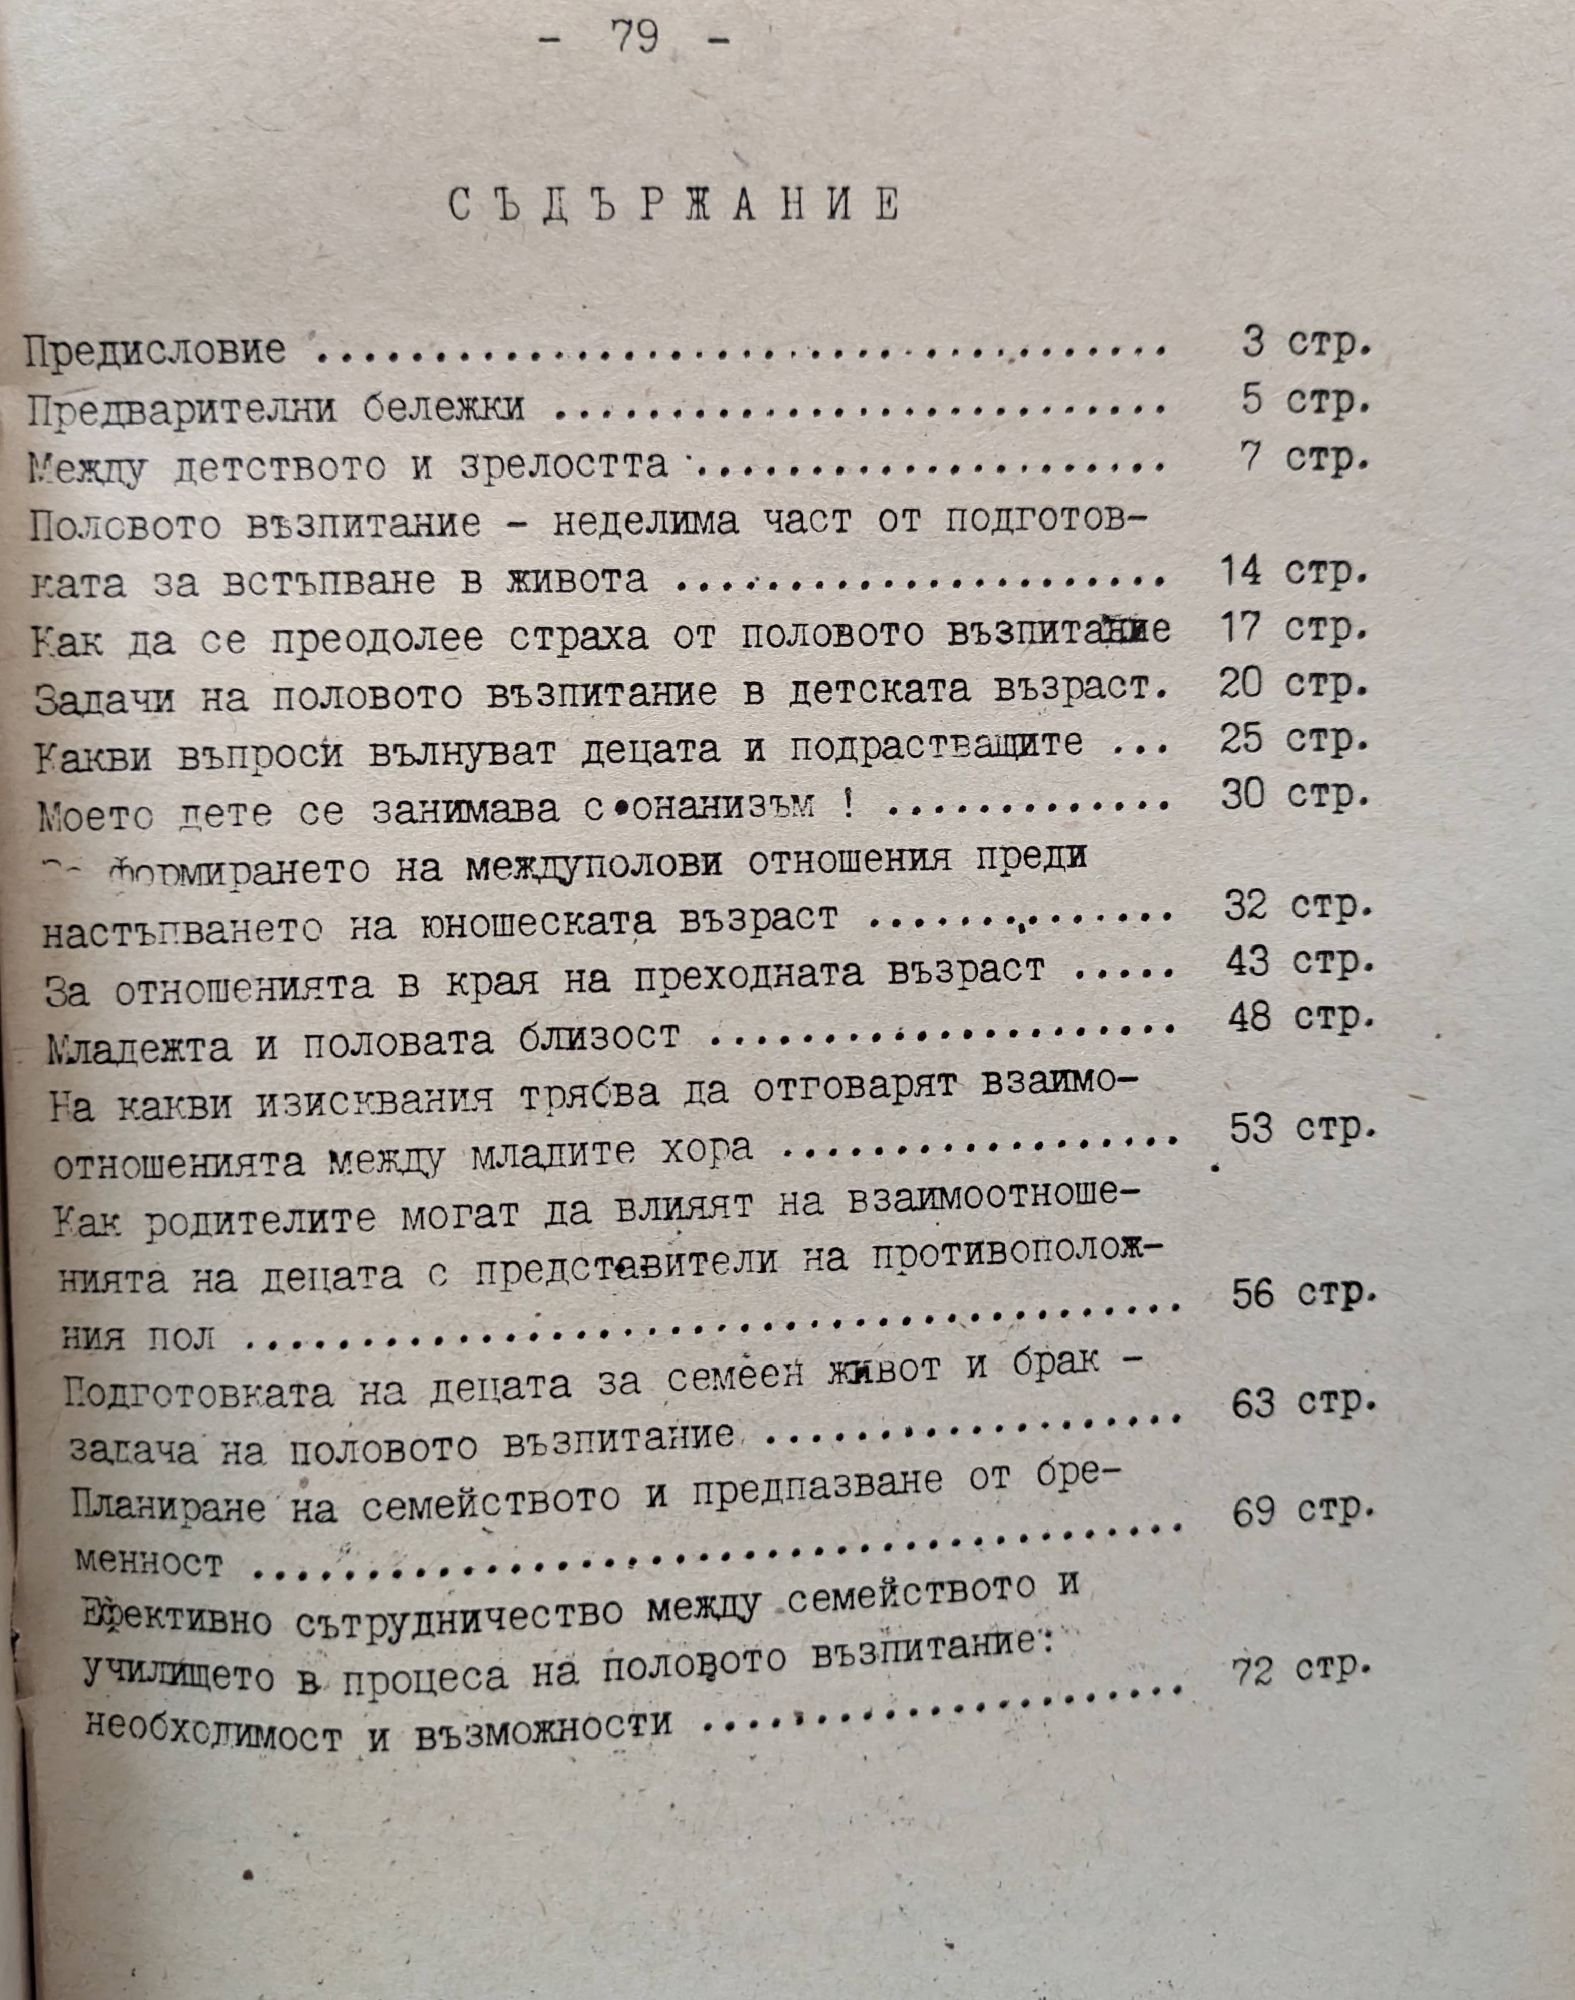 - 79 -
СЪДЪРЖАНИЕ
Предисловие ..................................... 3 стр.
Предварителни бележки ........................... 5 стр.
Между детството и зрелостта ..................... 7 стр.
Половото възпитание - неделима част от подготов-
ката за встъпване в живота ...................... 14 стр.
Как да се преодолее страха от половото възпитание 17 стр.
Задачи на половото възпитание в детската възраст. 20 стр.
Какви въпроси вълнуват децата и подрастващите ... 25 стр.
Моето дете се занимава с онанизъм ! ............. 30 стр.
формирането на междуполови отношения преди
настъпването на юношеската възраст .............. 32 стр.
За отношенията в края на преходната възраст ..... 43 стр.
Младежта и половата близост ..................... 48 стр.
На какви изисквания трябва да отговарят взаимо-
отношенията между младите хора .................. 53 стр.
Как родителите могат да влияят на взаимоотноше-
нията на децата с представители на противополож-
ния пол ......................................... 56 стр.
Подготовката на децата за семеен живот и брак -
задача на половото възпитание ................... 63 стр.
Планиране на семейството и предпазване от бре-
менност ......................................... 69 стр.
Ефективно сътрудничество между семейството и
училището в процеса на половото възпитание:
необходимост и възможности ...................... 72 стр.